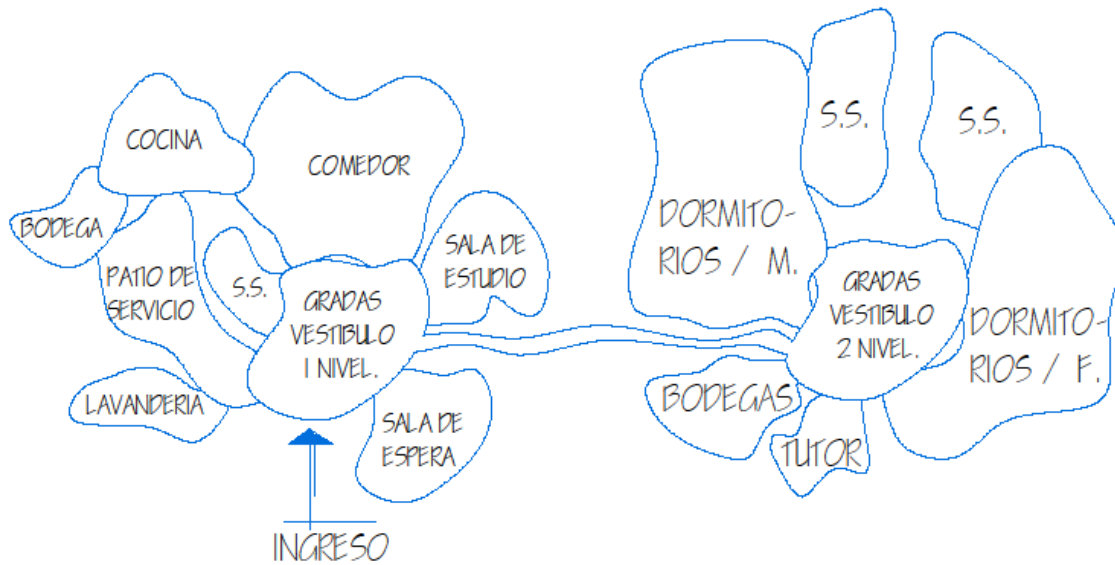 COCINA
COMEDOR
BODEGA
PATIO DE
SERVICIO
S.S.
SALA DE
ESTUDIO
GRADAS
VESTIBULO
1 NIVEL.
LAVANDERIA
SALA DE
ESPERA
INGRESO
S.S.
S.S.
DORMITO-
RIOS / M.
GRADAS
VESTIBULO
2 NIVEL.
DORMITO-
RIOS / F.
BODEGAS
TUTOR